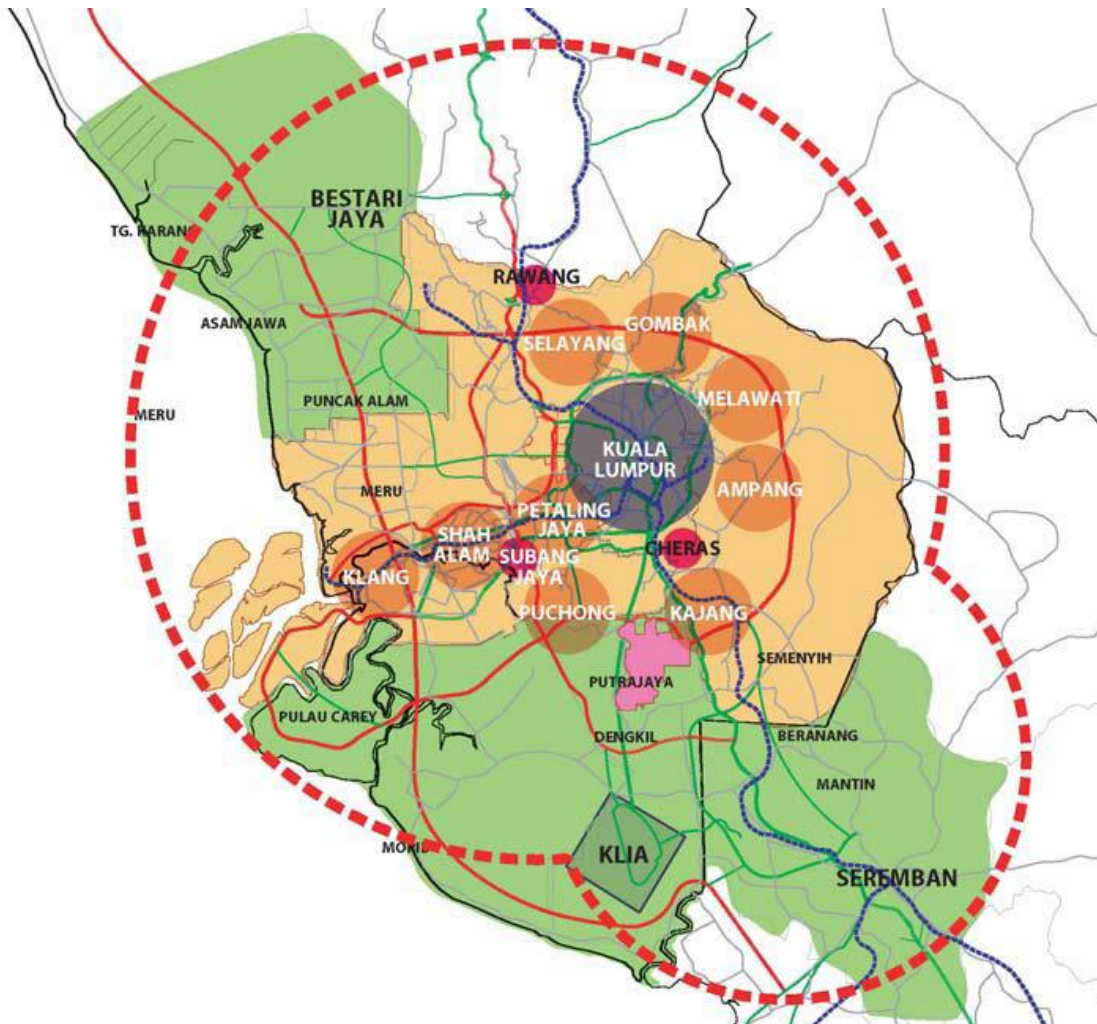 BESTARI
JAYA
TG. KARANG
RAWANG
ASAM JAWA
GOMBAK
SELAYANG
MELAWATI
PUNCAK ALAM
MERU
KUALA
LUMPUR
MERU
AMPANG
PETALING
JAYA
SHAH
ALAM
CHERAS
SUBANG
JAYA
KLANG
PUCHONG
KAJANG
SEMENYIH
PUTRAJAYA
PULAU CAREY
DENGKIL
BERANANG
MANTIN
MORIB
KLIA
SEREMBAN